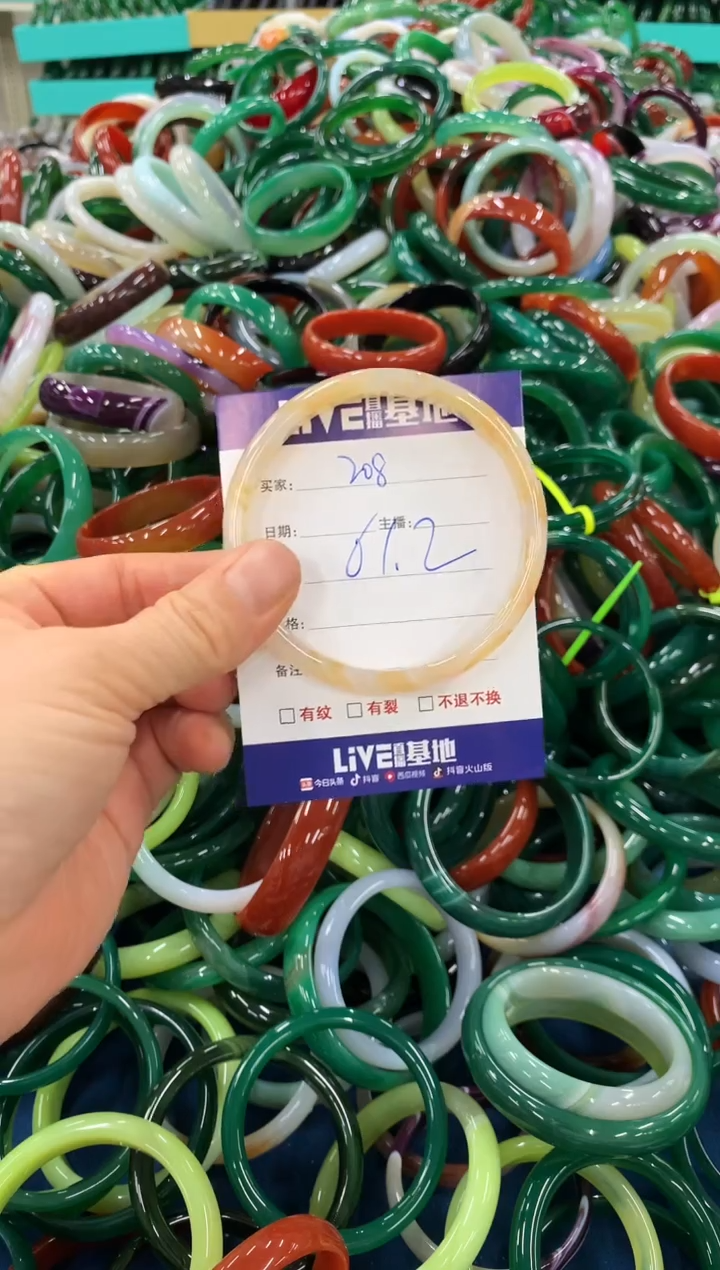 LiVE直播基地
买家: 208
日期: 主播:
61.2
格:
备注
有纹 有裂 不退不换
LiVE直播基地
今日头条 抖音 西瓜视频 抖音火山版